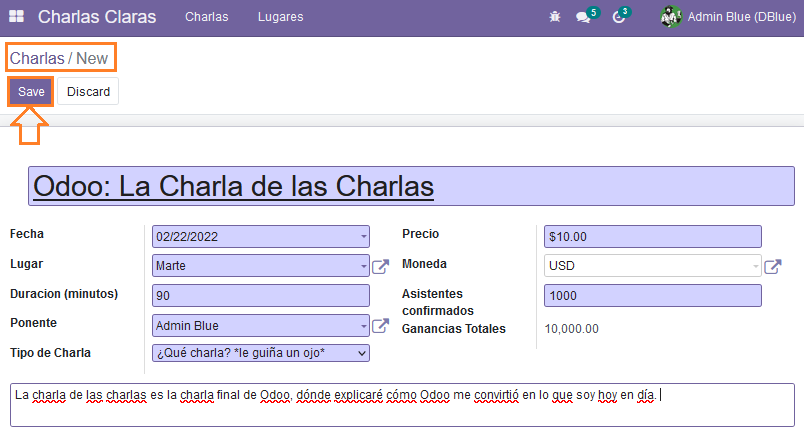 Charlas Claras Charlas Lugares 5 3 Admin Blue (DBlue)
Charlas / New
Save Discard
Odoo: La Charla de las Charlas
Fecha 02/22/2022 Precio $10.00
Lugar Marte Moneda USD
Duracion (minutos) 90 Asistentes confirmados 1000
Ponente Admin Blue Ganancias Totales 10,000.00
Tipo de Charla ¿Qué charla? *le guiña un ojo*
La charla de las charlas es la charla final de Odoo, dónde explicaré cómo Odoo me convirtió en lo que soy hoy en día.